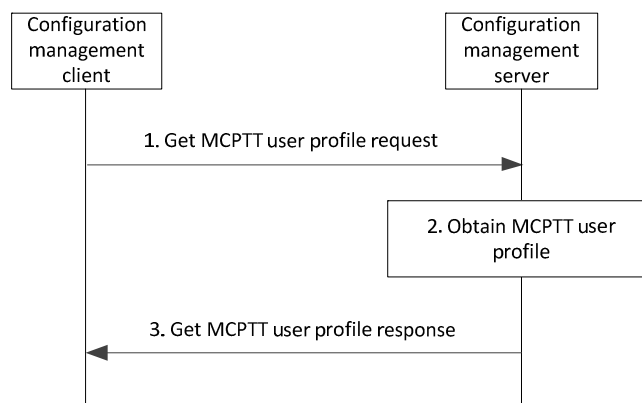 Configuration
management
client
Configuration
management
server
1. Get MCPTT user profile request
2. Obtain MCPTT user
profile
3. Get MCPTT user profile response